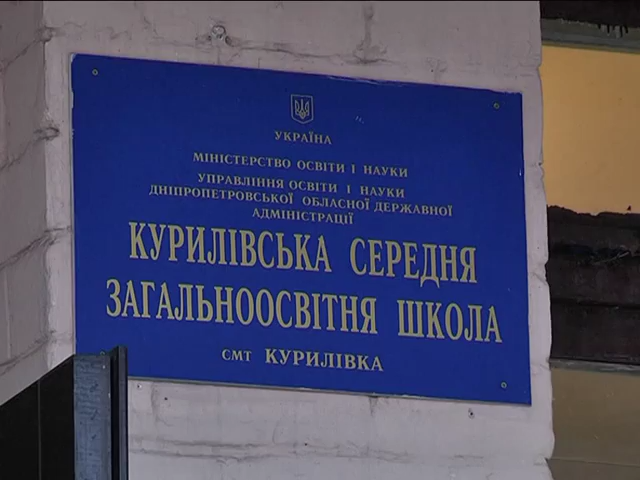 УКРАЇНА
МІНІСТЕРСТВО ОСВІТИ І НАУКИ
УПРАВЛІННЯ ОСВІТИ І НАУКИ
ДНІПРОПЕТРОВСЬКОЇ ОБЛАСНОЇ ДЕРЖАВНОЇ
АДМІНІСТРАЦІЇ
КУРИЛІВСЬКА СЕРЕДНЯ
ЗАГАЛЬНООСВІТНЯ ШКОЛА
СМТ КУРИЛІВКА